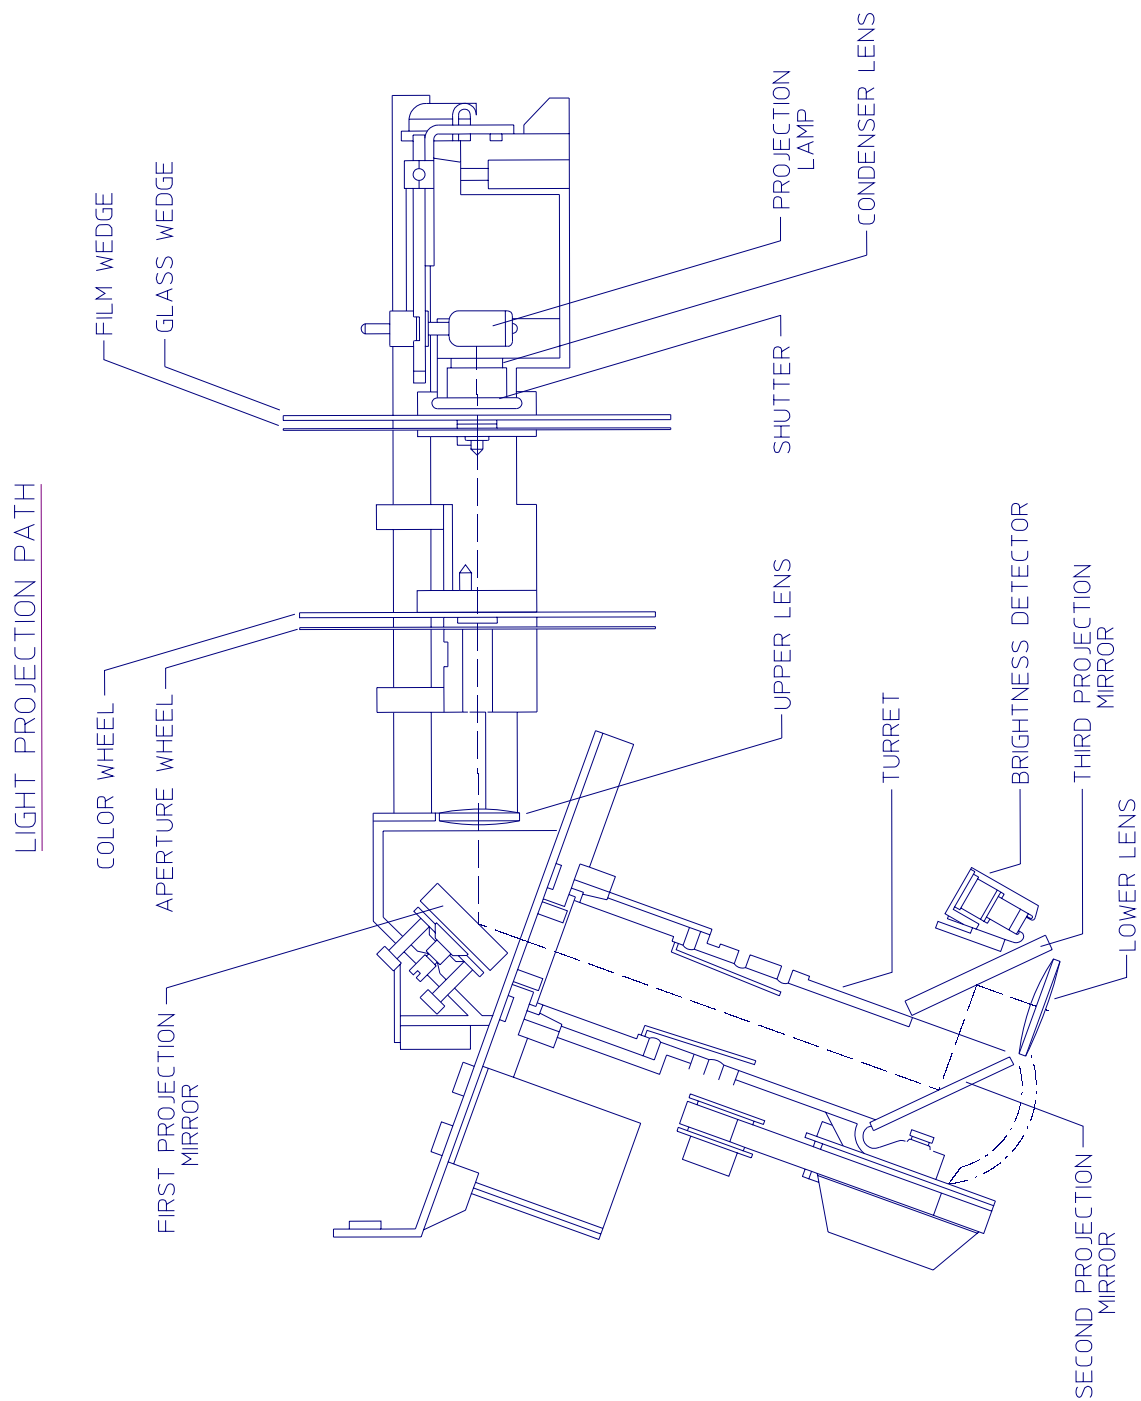 LIGHT PROJECTION PATH
FILM WEDGE
GLASS WEDGE
COLOR WHEEL
APERTURE WHEEL
FIRST PROJECTION
MIRROR
PROJECTION
LAMP
CONDENSER LENS
SHUTTER
UPPER LENS
TURRET
BRIGHTNESS DETECTOR
THIRD PROJECTION
MIRROR
LOWER LENS
SECOND PROJECTION
MIRROR